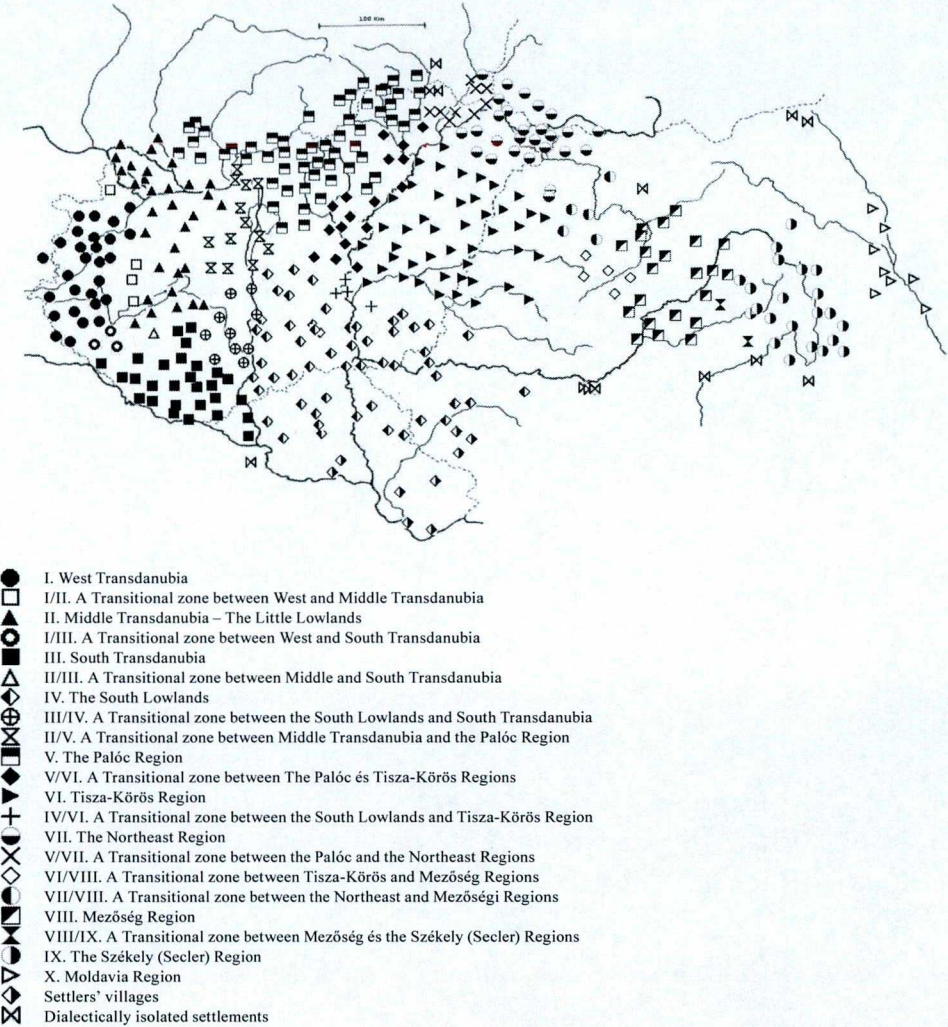 100 Km
I. West Transdanubia
I/II. A Transitional zone between West and Middle Transdanubia
II. Middle Transdanubia – The Little Lowlands
I/III. A Transitional zone between West and South Transdanubia
III. South Transdanubia
II/III. A Transitional zone between Middle and South Transdanubia
IV. The South Lowlands
III/IV. A Transitional zone between the South Lowlands and South Transdanubia
II/V. A Transitional zone between Middle Transdanubia and the Palóc Region
V. The Palóc Region
V/VI. A Transitional zone between The Palóc és Tisza-Körös Regions
VI. Tisza-Körös Region
IV/VI. A Transitional zone between the South Lowlands and Tisza-Körös Region
VII. The Northeast Region
V/VII. A Transitional zone between the Palóc and the Northeast Regions
VI/VIII. A Transitional zone between Tisza-Körös and Mezőség Regions
VII/VIII. A Transitional zone between the Northeast and Mezőségi Regions
VIII. Mezőség Region
VIII/IX. A Transitional zone between Mezőség és the Székely (Secler) Regions
IX. The Székely (Secler) Region
X. Moldavia Region
Settlers' villages
Dialectically isolated settlements